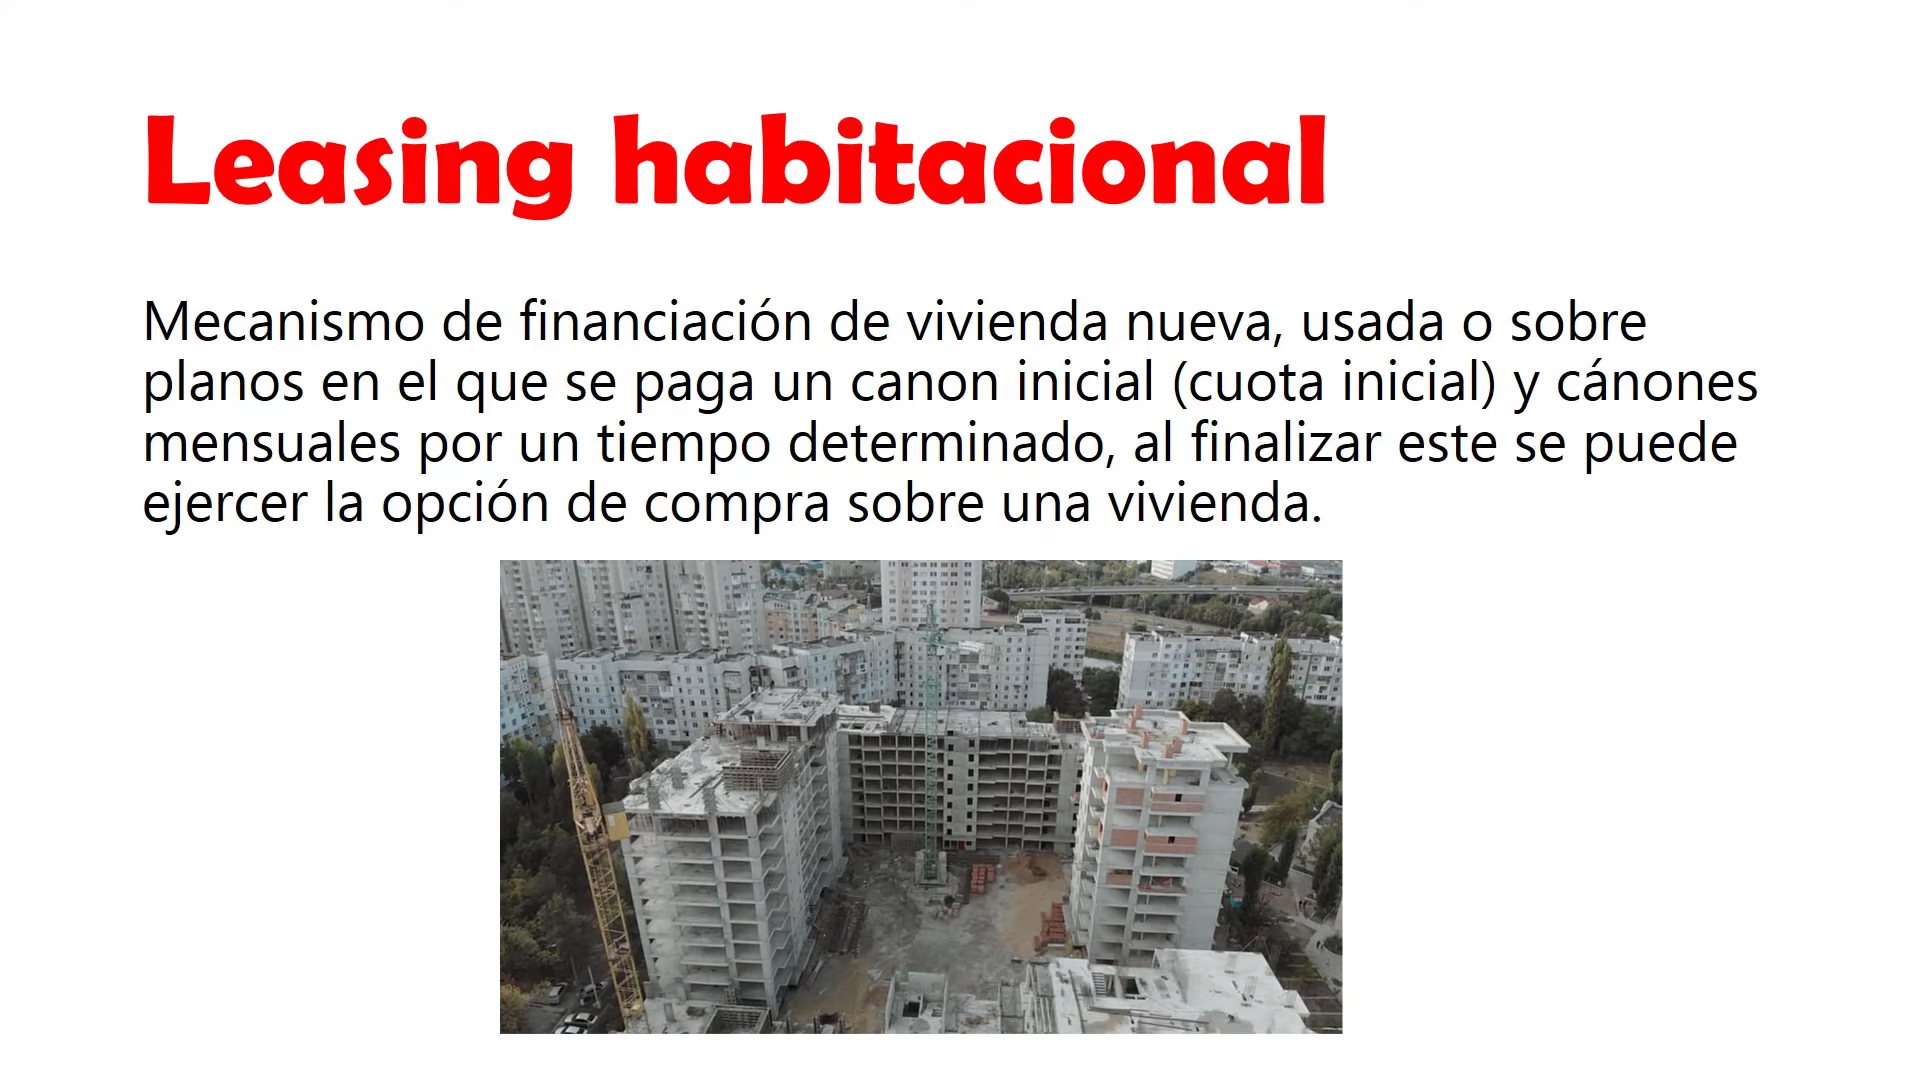 Leasing habitacional
Mecanismo de financiación de vivienda nueva, usada o sobre
planos en el que se paga un canon inicial (cuota inicial) y cánones
mensuales por un tiempo determinado, al finalizar este se puede
ejercer la opción de compra sobre una vivienda.